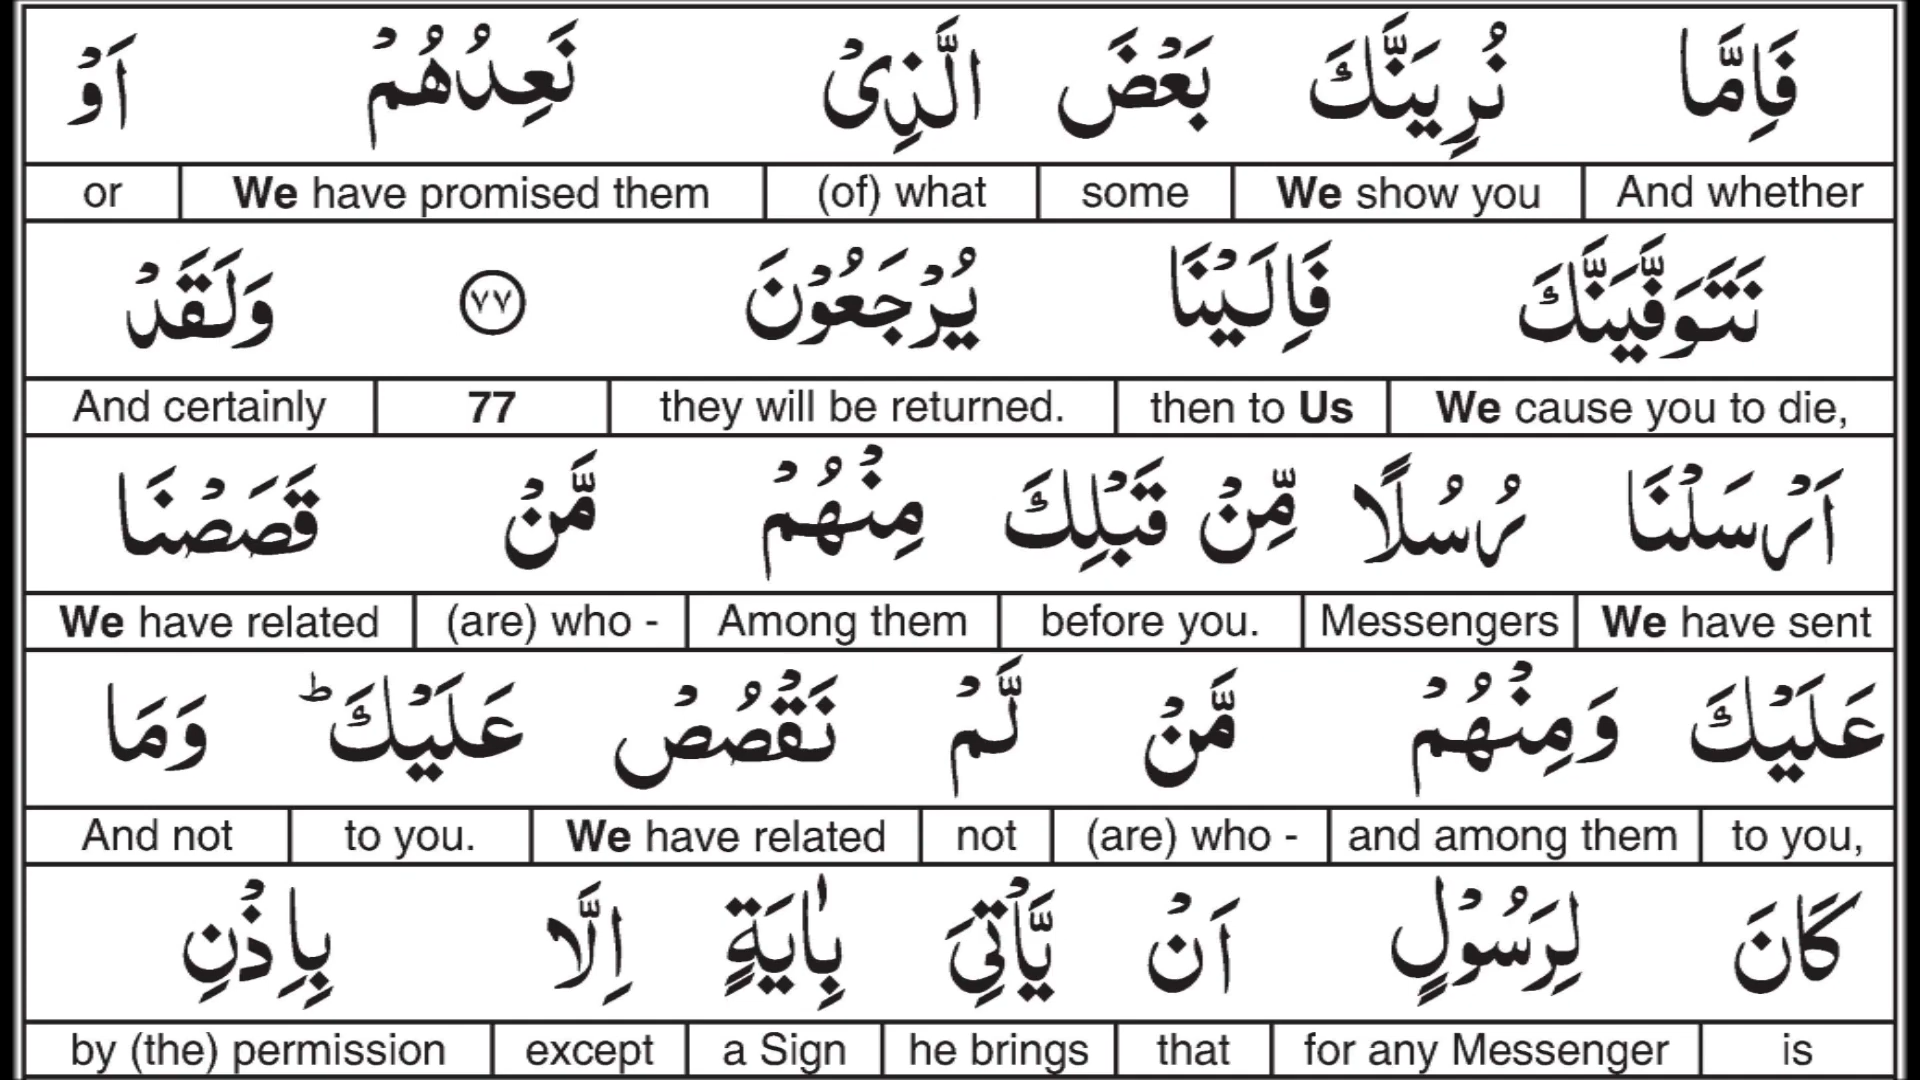 فَاِمَّا نُرِيَنَّكَ بَعْضَ الَّذِىْ نَعِدُهُمْ اَوْ
And whether We show you some (of) what We have promised them or
نَتَوَفَّيَنَّكَ فَاِلَيْنَا يُرْجَعُوْنَ ٧٧ وَلَقَدْ
We cause you to die, then to Us they will be returned. 77 And certainly
اَرْسَلْنَا رُسُلًا مِّنْ قَبْلِكَ مِنْهُمْ مَّنْ قَصَصْنَا
We have sent Messengers before you. Among them (are) who - We have related
عَلَيْكَ وَمِنْهُمْ مَّنْ لَّمْ نَقْصُصْ عَلَيْكَ ؕ وَمَا
to you, and among them (are) who - not We have related to you. And not
كَانَ لِرَسُوْلٍ اَنْ يَّاْتِىَ بِاٰيَةٍ اِلَّا بِاِذْنِ
is for any Messenger that he brings a Sign except by (the) permission